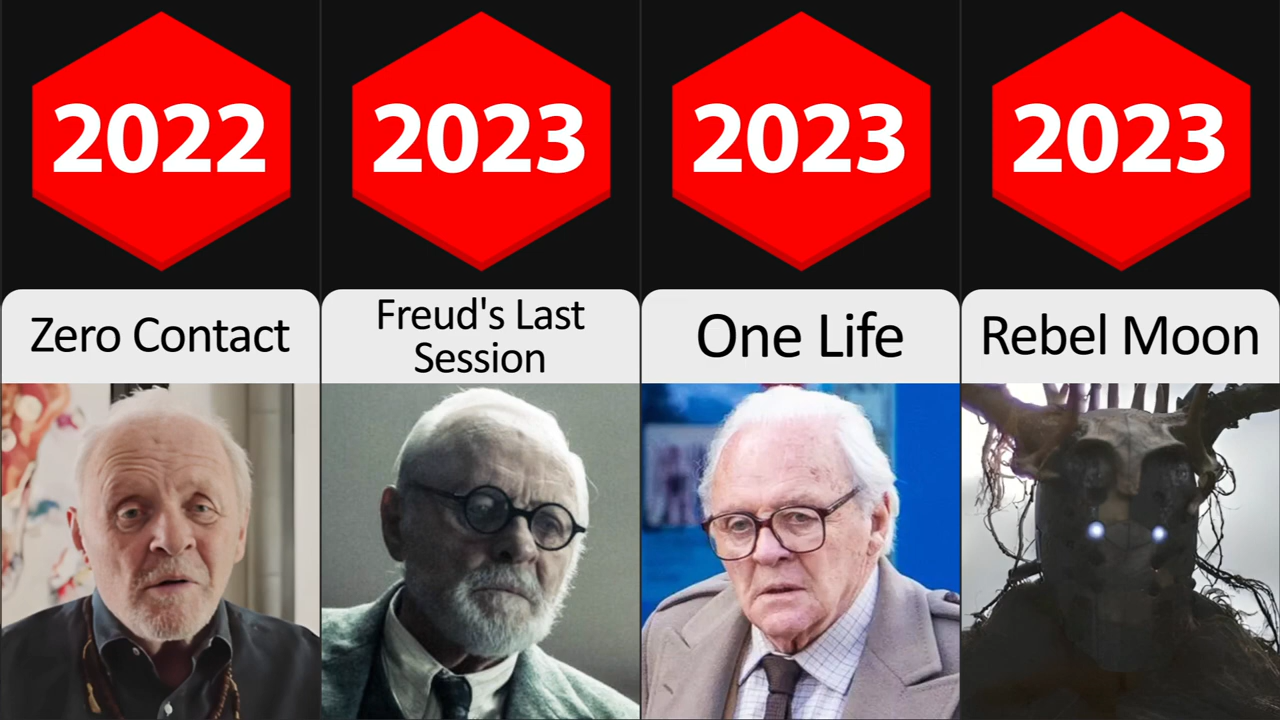 2022
2023
2023
2023
Zero Contact
Freud's Last
Session
One Life
Rebel Moon